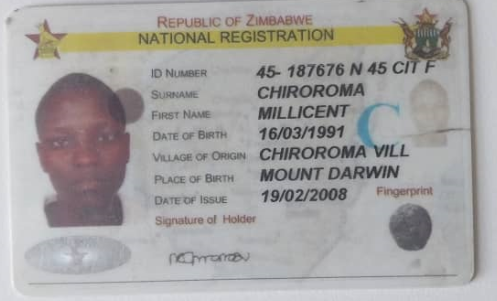 REPUBLIC OF ZIMBABWE
NATIONAL REGISTRATION
ID NUMBER 45- 187676 N 45 CIT F
SURNAME CHIROROMA
FIRST NAME MILLICENT
DATE OF BIRTH 16/03/1991
VILLAGE OF ORIGIN CHIROROMA VILL
PLACE OF BIRTH MOUNT DARWIN
DATE OF ISSUE 19/02/2008
Fingerprint
Signature of Holder
C